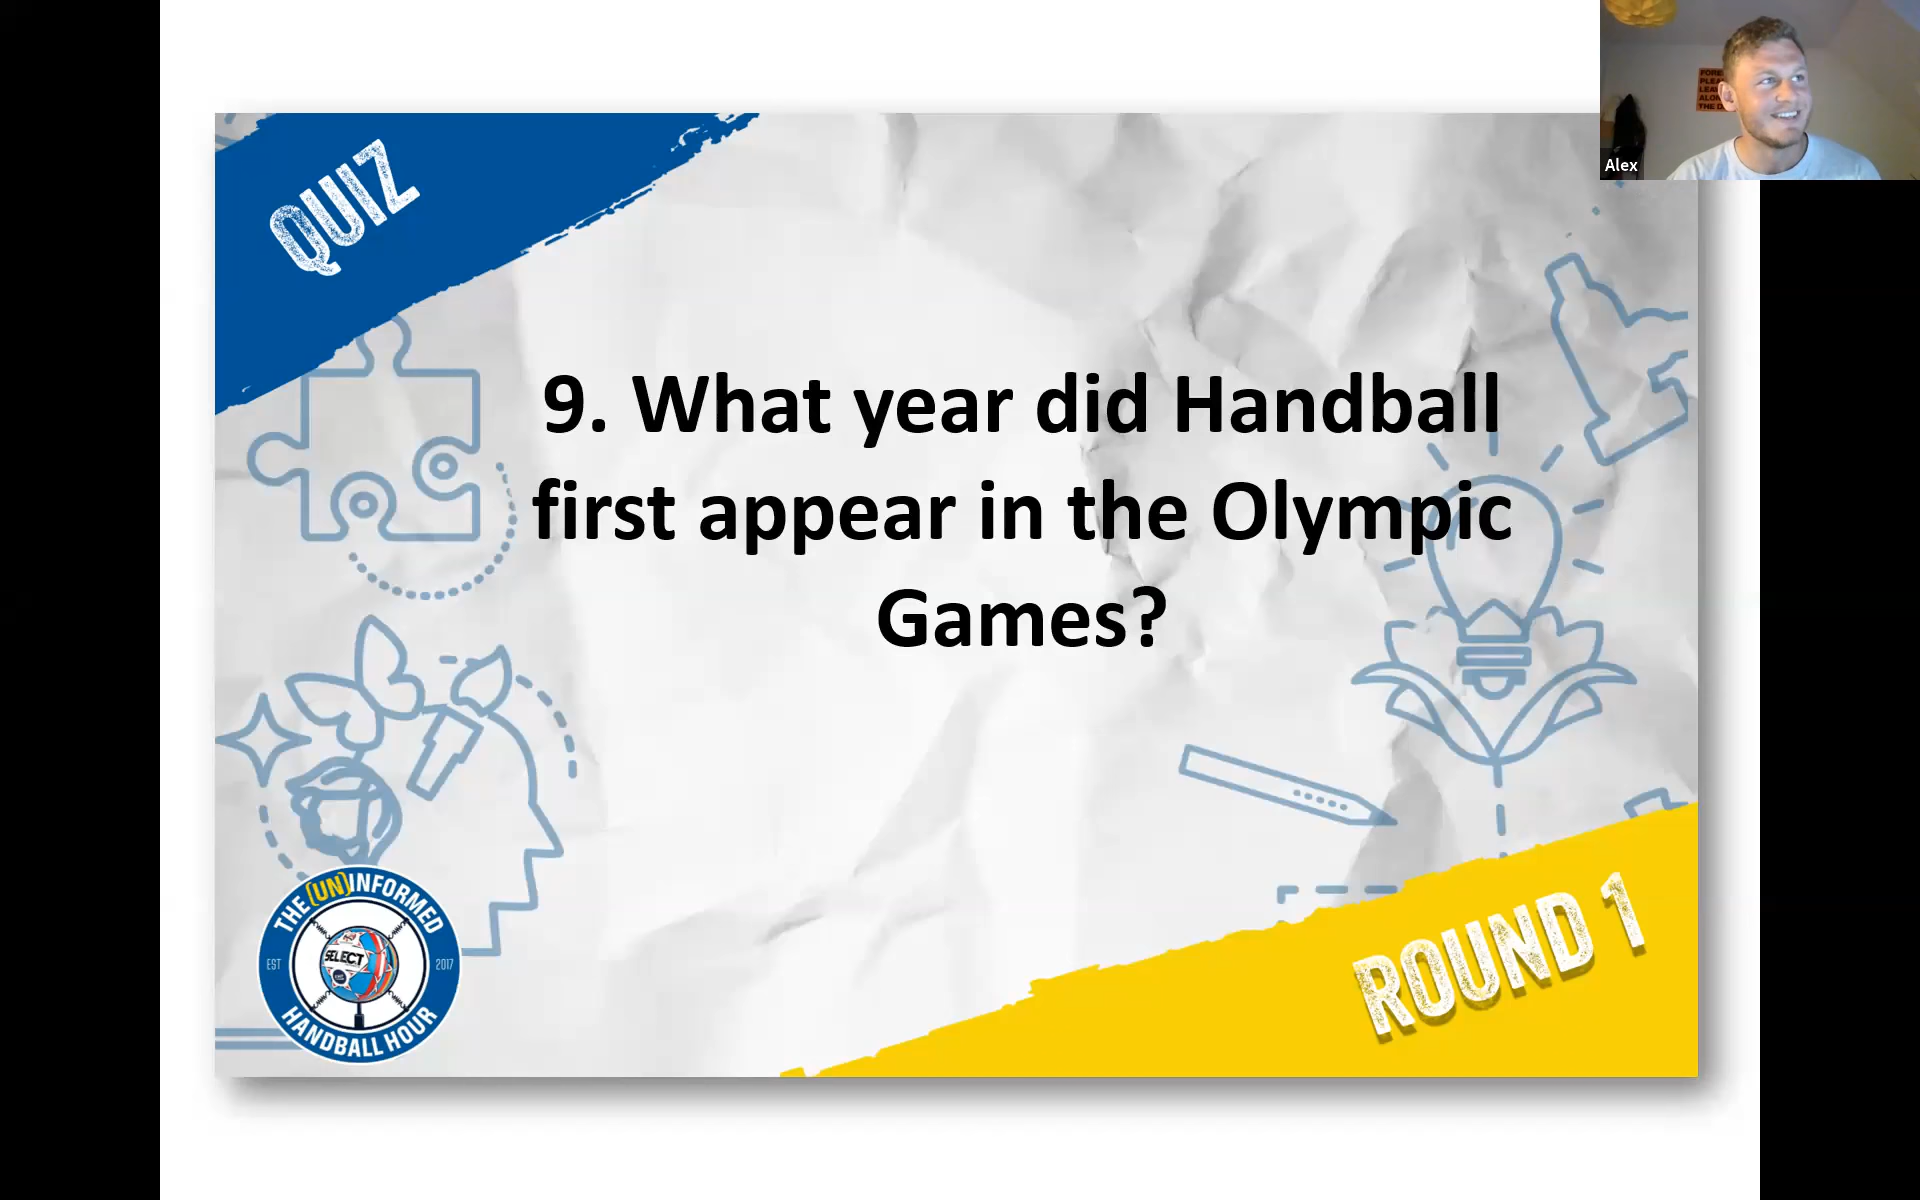 QUIZ
9. What year did Handball
first appear in the Olympic
Games?
ROUND 1
THE (UN)INFORMED
EST
2017
SELECT
HANDBALL HOUR
Alex